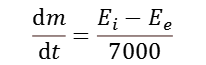 dm/dt = (E_i − E_e)/7000